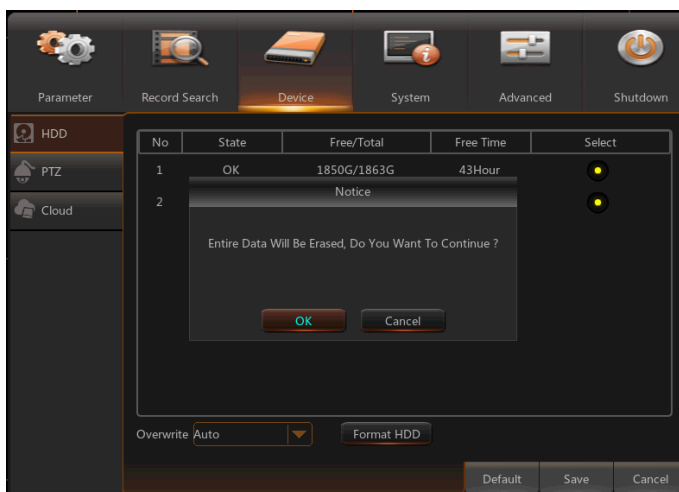 Parameter Record Search Device System Advanced Shutdown
HDD
PTZ
Cloud
No State Free/Total Free Time Select
1 OK 1850G/1863G 43Hour
2
Notice
Entire Data Will Be Erased, Do You Want To Continue ?
OK Cancel
Overwrite Auto Format HDD
Default Save Cancel